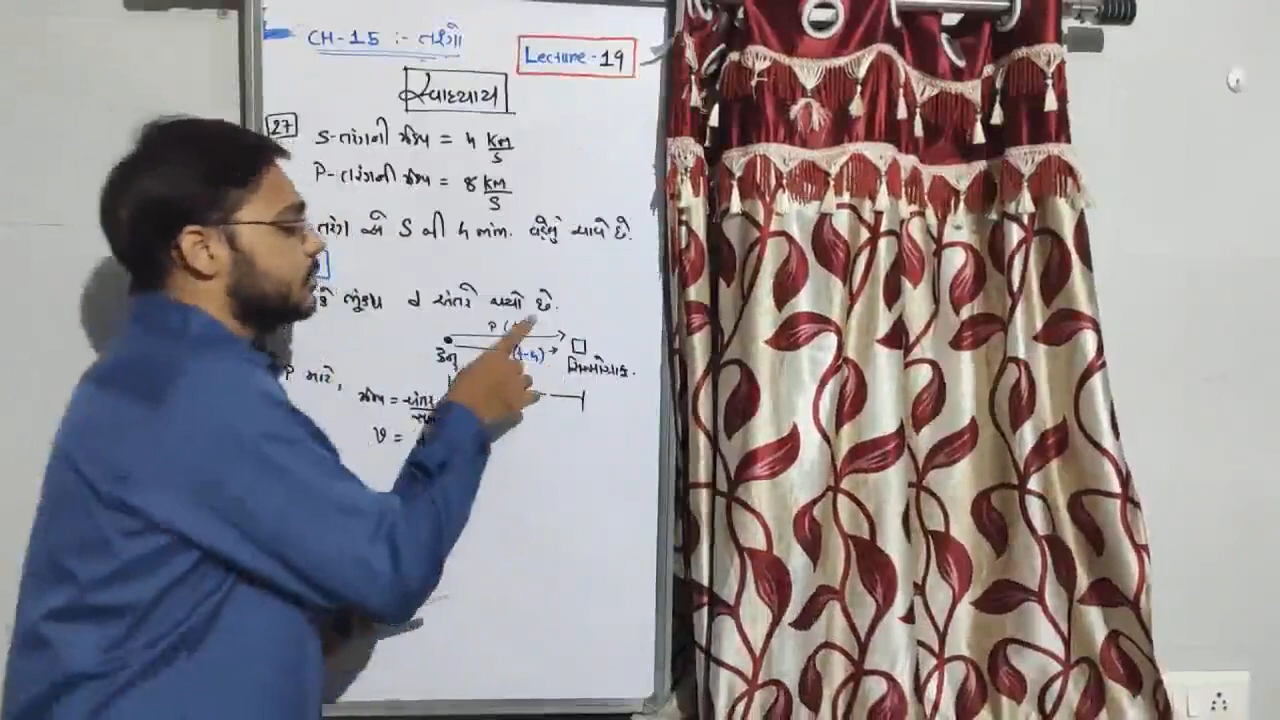 CH-15 :- તરંગો
Lecture-19
સ્વાધ્યાય
27
S-તરંગની ઝડપ = 4 KM/S
P-તરંગની ઝડપ = 8 KM/S
તરંગ એ S ની 4 મિનિ. વહેલું આવે છે.
ભૂકંપ d અંતરે થયો છે.
P (
કેન્દ્ર
(t-4)
સિસ્મોગ્રાફ.
P માટે,
ઝડપ = અંતર
v =